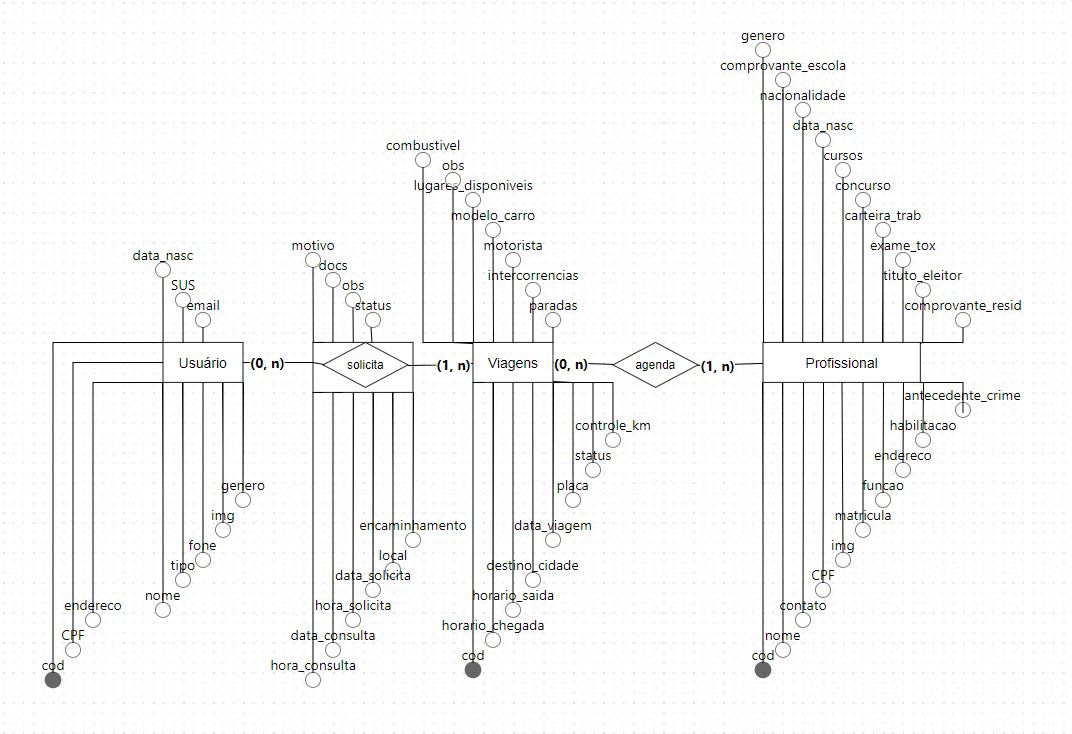 genero
comprovante_escola
nacionalidade
data_nasc
cursos
concurso
carteira_trab
exame_tox
tituto_eleitor
comprovante_resid
combustivel
obs
lugares_disponiveis
modelo_carro
motorista
intercorrencias
paradas
motivo
docs
obs
status
data_nasc
SUS
email
Usuário (0, n) solicita (1, n) Viagens (0, n) agenda (1, n) Profissional
genero
img
fone
tipo
nome
endereco
CPF
cod
encaminhamento
local
data_solicita
hora_solicita
data_consulta
hora_consulta
controle_km
status
placa
data_viagem
destino_cidade
horario_saida
horario_chegada
cod
antecedente_crime
habilitacao
endereco
funcao
matricula
img
CPF
contato
nome
cod